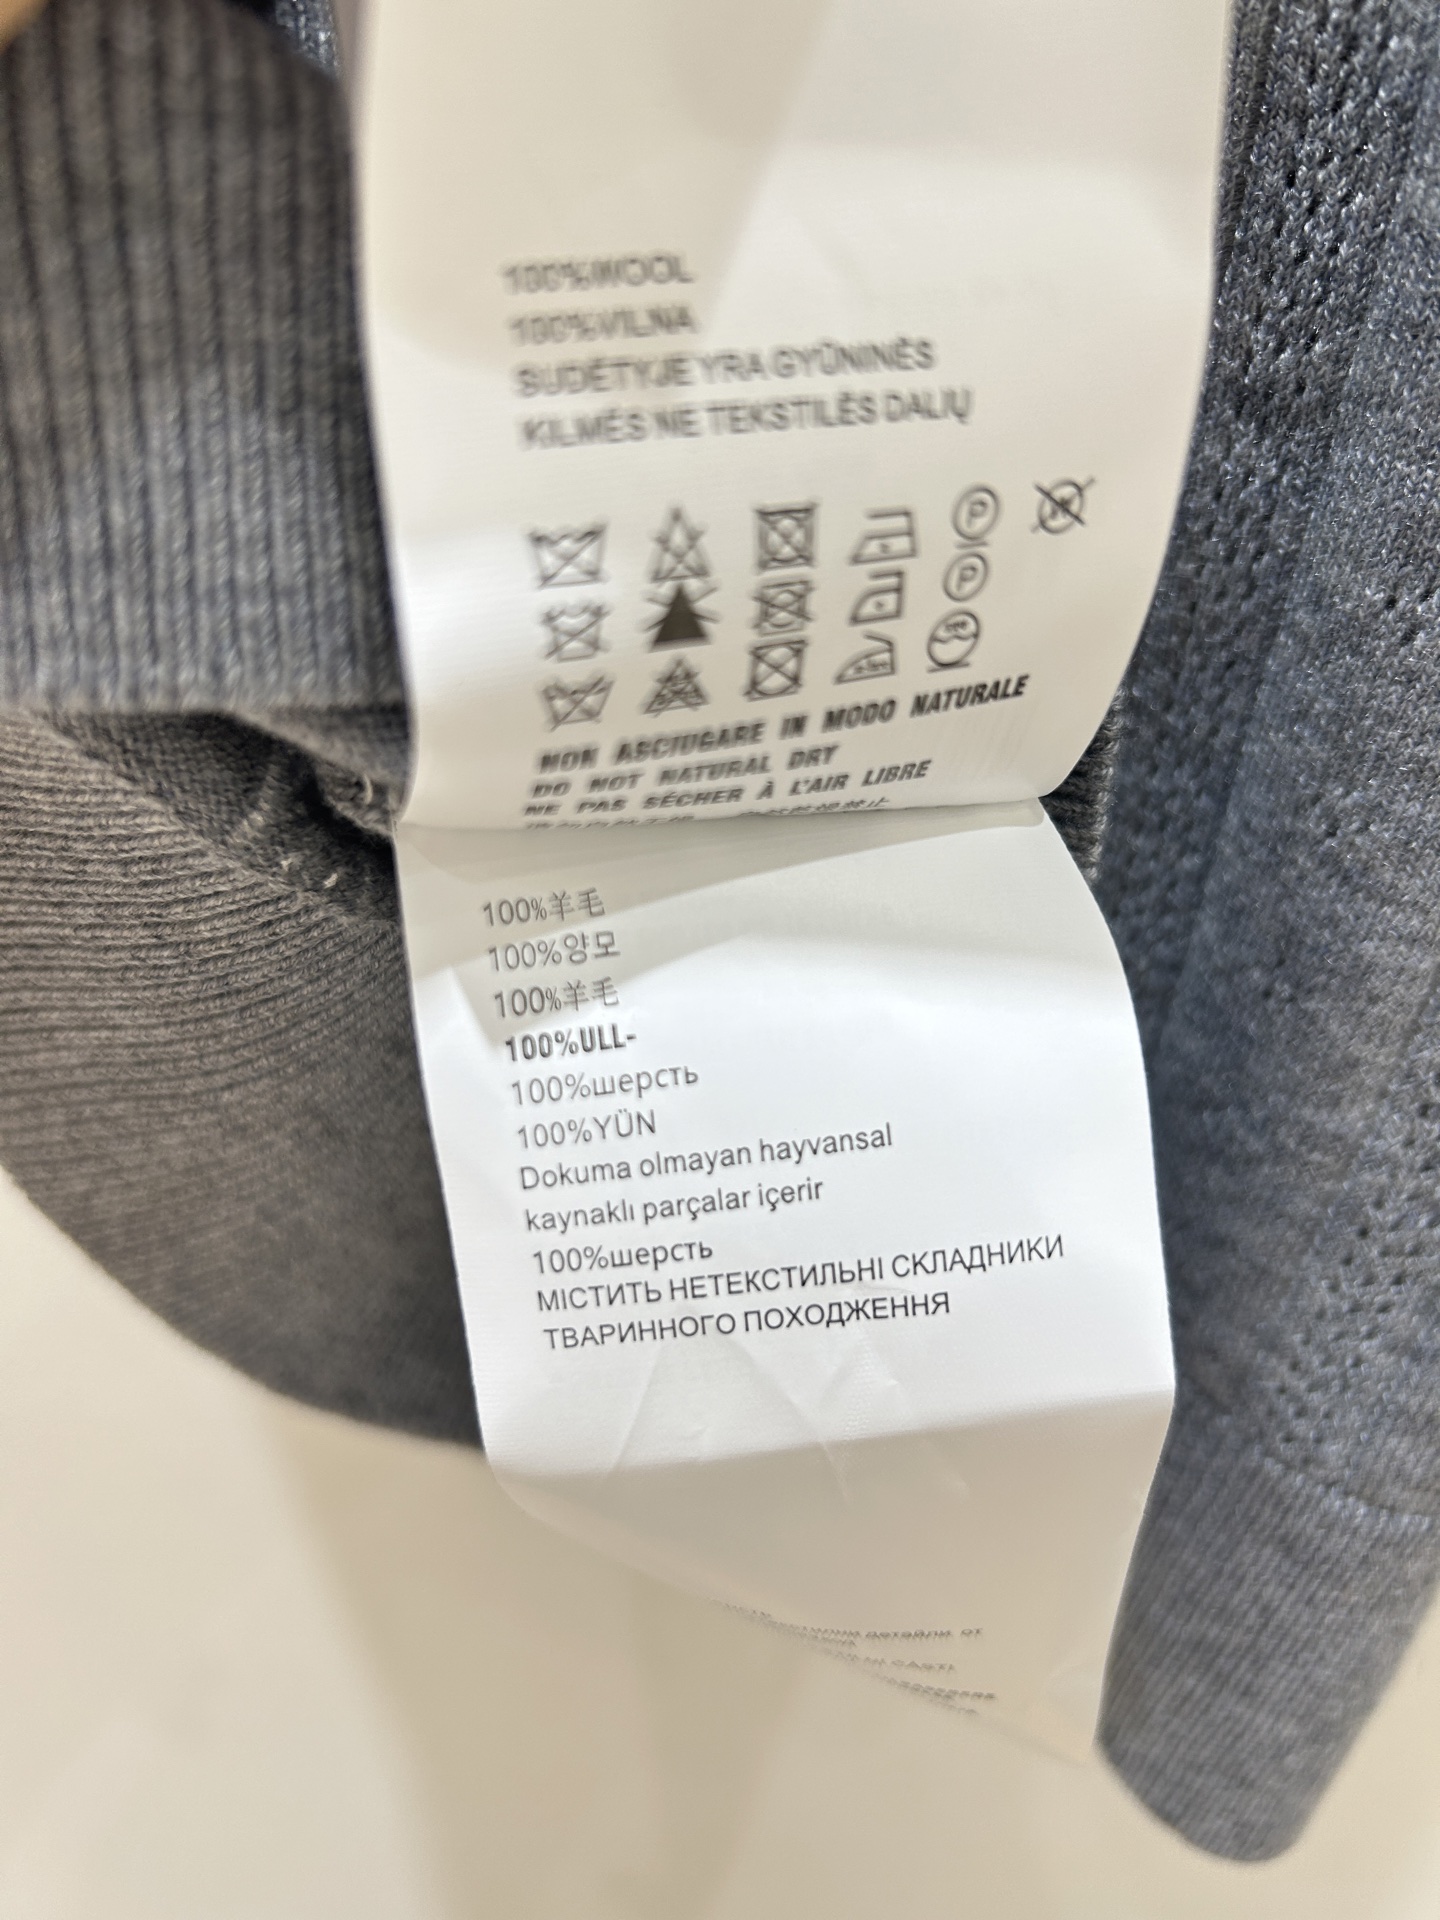 100%WOOL
100%VILNA
SUDĖTYJE YRA GYŪNINĖS
KILMĖS NE TEKSTILĖS DALIŲ
P
P
NON ASCIUGARE IN MODO NATURALE
DO NOT NATURAL DRY
NE PAS SÉCHER À L'AIR LIBRE
100%羊毛
100%양모
100%羊毛
100%ULL-
100%шерсть
100%YÜN
Dokuma olmayan hayvansal
kaynaklı parçalar içerir
100%шерсть
МІСТИТЬ НЕТЕКСТИЛЬНІ СКЛАДНИКИ
ТВАРИННОГО ПОХОДЖЕННЯ